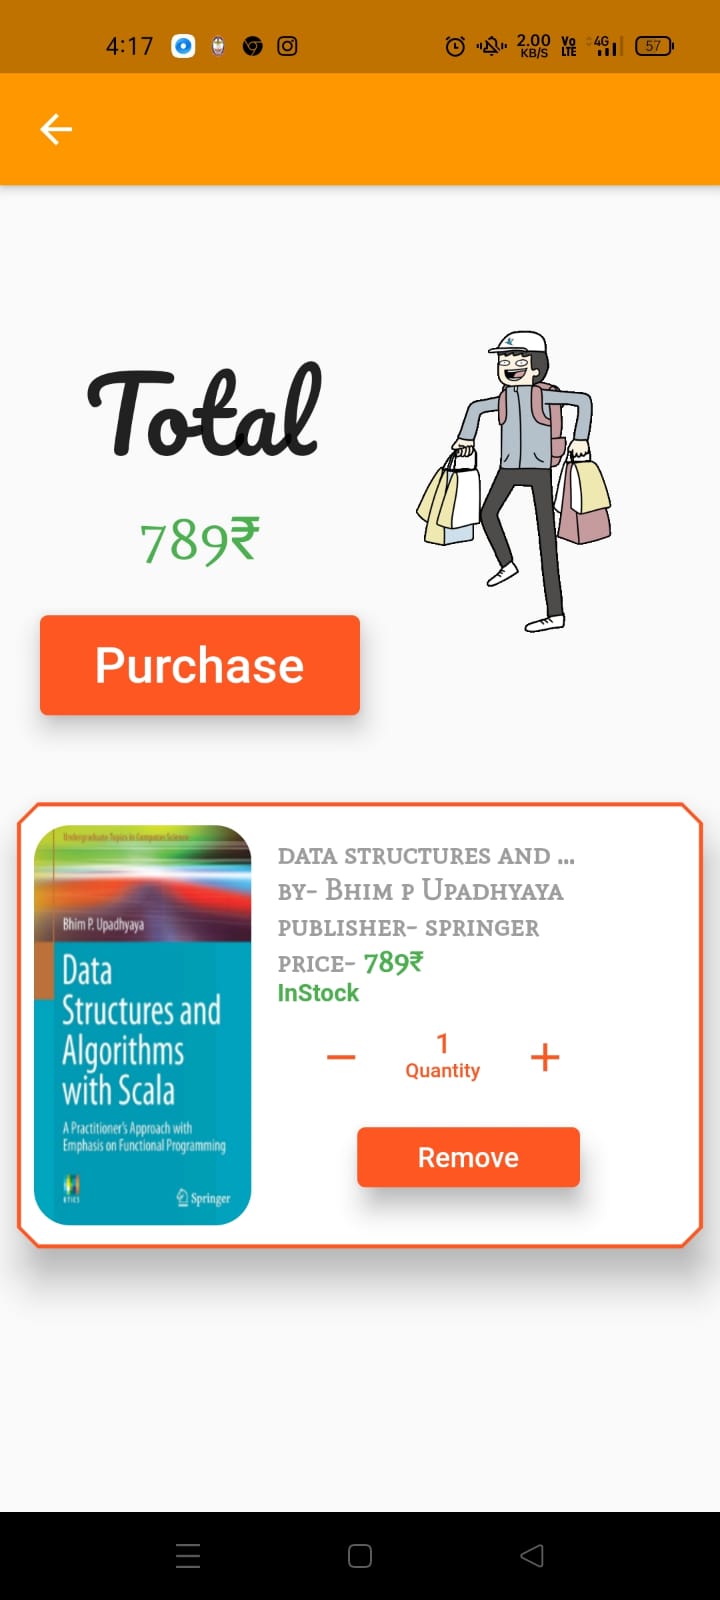 4:17
2.00 KB/S
Vo LTE
4G
57
Total
789₹
Purchase
Undergraduate Topics in Computer Science
Bhim P. Upadhyaya
Data
Structures and
Algorithms
with Scala
A Practitioner's Approach with
Emphasis on Functional Programming
Springer
DATA STRUCTURES AND ...
BY- BHIM P UPADHYAYA
PUBLISHER- SPRINGER
PRICE- 789₹
InStock
1
Quantity
Remove